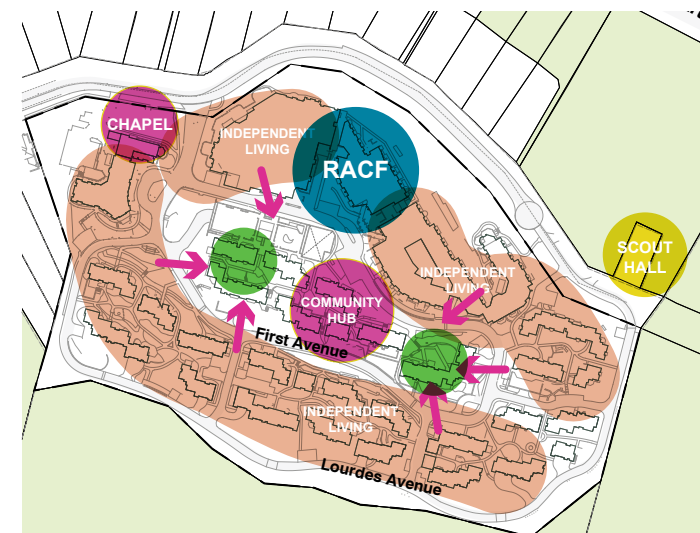 CHAPEL
INDEPENDENT
LIVING
RACF
SCOUT
HALL
INDEPENDENT
LIVING
COMMUNITY
HUB
First Avenue
INDEPENDENT
LIVING
Lourdes Avenue